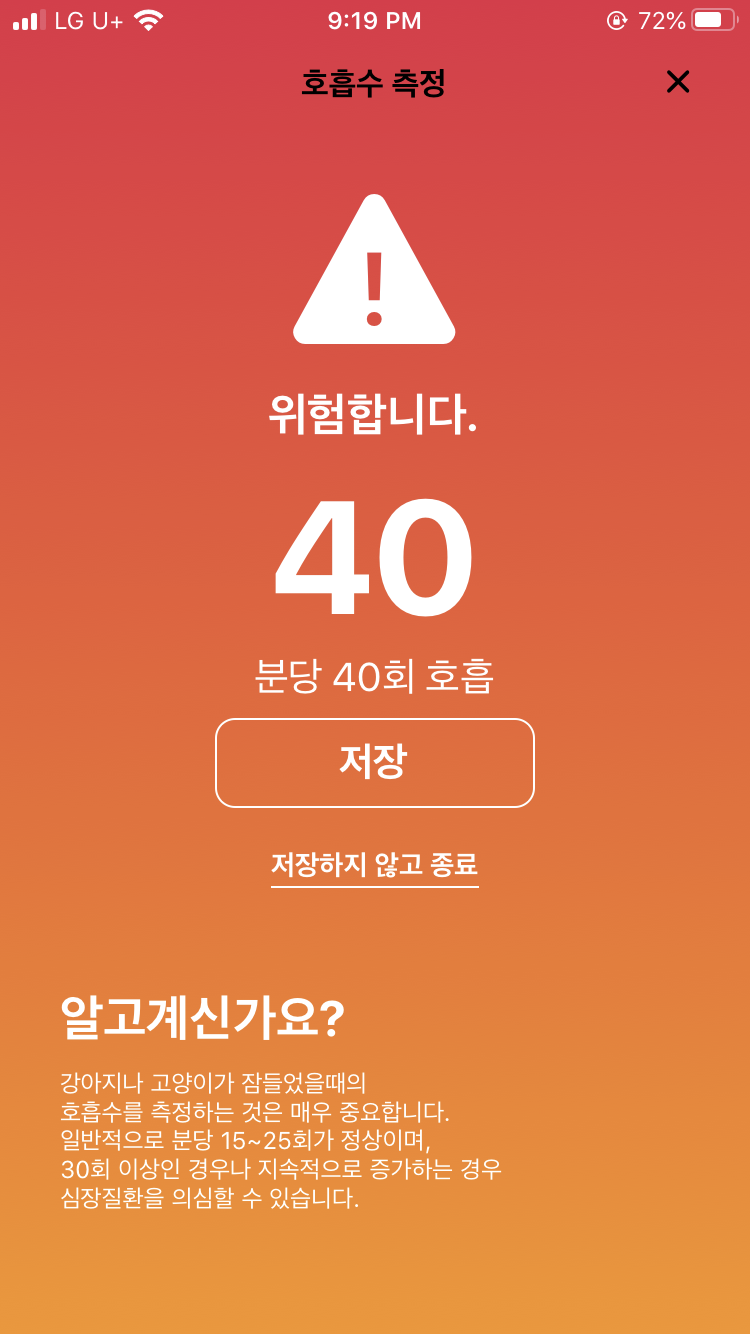 LG U+ 9:19 PM 72%
호흡수 측정
위험합니다.
40
분당 40회 호흡
저장
저장하지 않고 종료
알고계신가요?
강아지나 고양이가 잠들었을때의
호흡수를 측정하는 것은 매우 중요합니다.
일반적으로 분당 15~25회가 정상이며,
30회 이상인 경우나 지속적으로 증가하는 경우
심장질환을 의심할 수 있습니다.